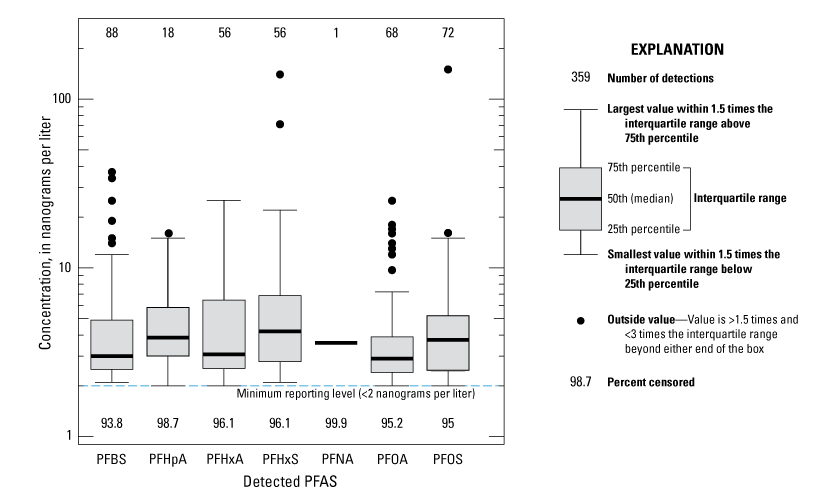 88 18 56 56 1 68 72
100
10
1
Concentration, in nanograms per liter
Minimum reporting level (<2 nanograms per liter)
93.8 98.7 96.1 96.1 99.9 95.2 95
PFBS PFHpA PFHxA PFHxS PFNA PFOA PFOS
Detected PFAS
EXPLANATION
359 Number of detections
Largest value within 1.5 times the
interquartile range above
75th percentile
75th percentile
50th (median)
Interquartile range
25th percentile
Smallest value within 1.5 times the
interquartile range below
25th percentile
Outside value—Value is >1.5 times and
<3 times the interquartile range
beyond either end of the box
98.7 Percent censored